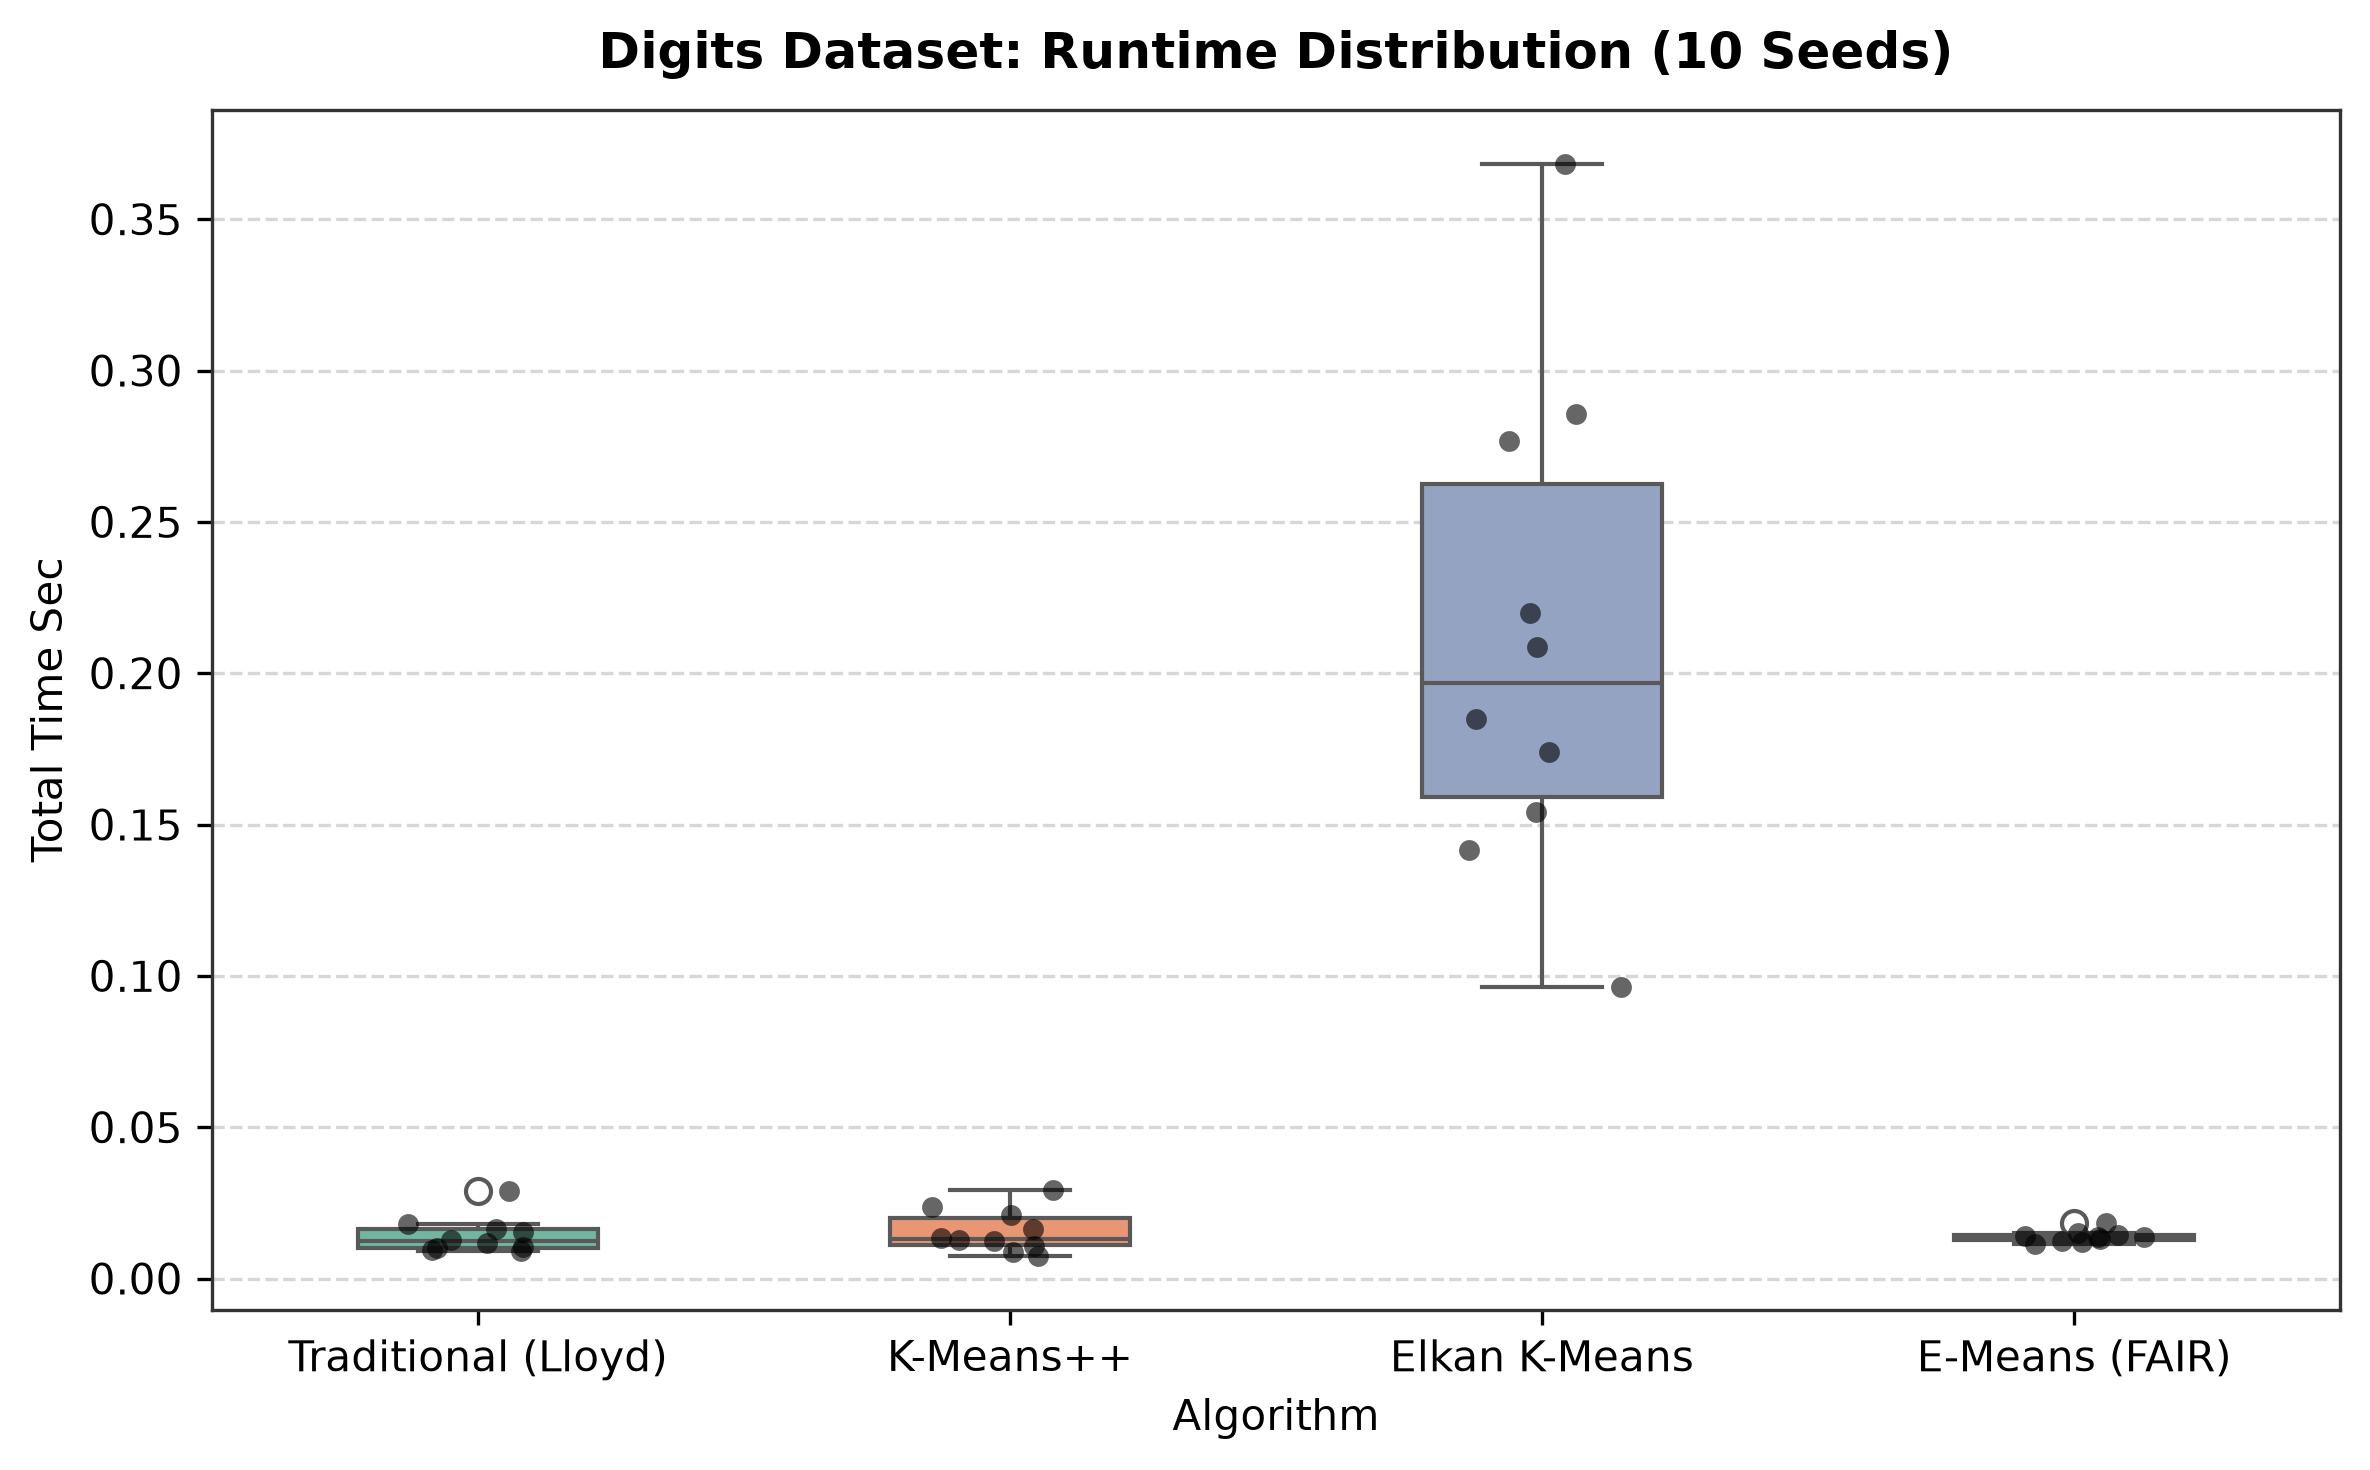 Digits Dataset: Runtime Distribution (10 Seeds)
Total Time Sec
0.35
0.30
0.25
0.20
0.15
0.10
0.05
0.00
Traditional (Lloyd)
K-Means++
Elkan K-Means
E-Means (FAIR)
Algorithm